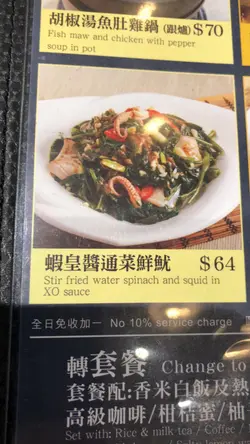 胡椒湯魚肚雞鍋(跟爐) $70
Fish maw and chicken with pepper
soup in pot
蝦皇醬通菜鮮魷 $64
Stir fried water spinach and squid in
XO sauce
全日免收加一 No 10% service charge
轉套餐 Change to
套餐配:香米白飯及熱
高級咖啡/柑桔蜜/柚
Set with: Rice & milk tea / Coffee